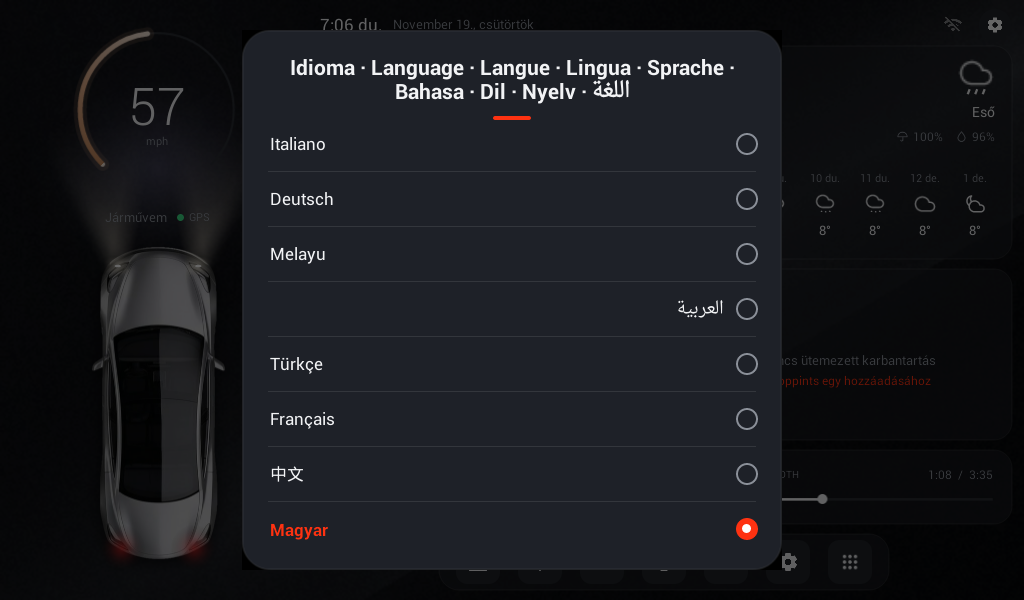 7:06 du. November 19., csütörtök
57
mph
Járművem GPS
Idioma · Language · Langue · Lingua · Sprache ·
Bahasa · Dil · Nyelv · اللغة
Italiano
Deutsch
Melayu
العربية
Türkçe
Français
中文
Magyar
Eső
100% 96%
10 du. 11 du. 12 de. 1 de.
8° 8° 8° 8°
ütemezett karbantartás
egy hozzáadásához
1:08 / 3:35